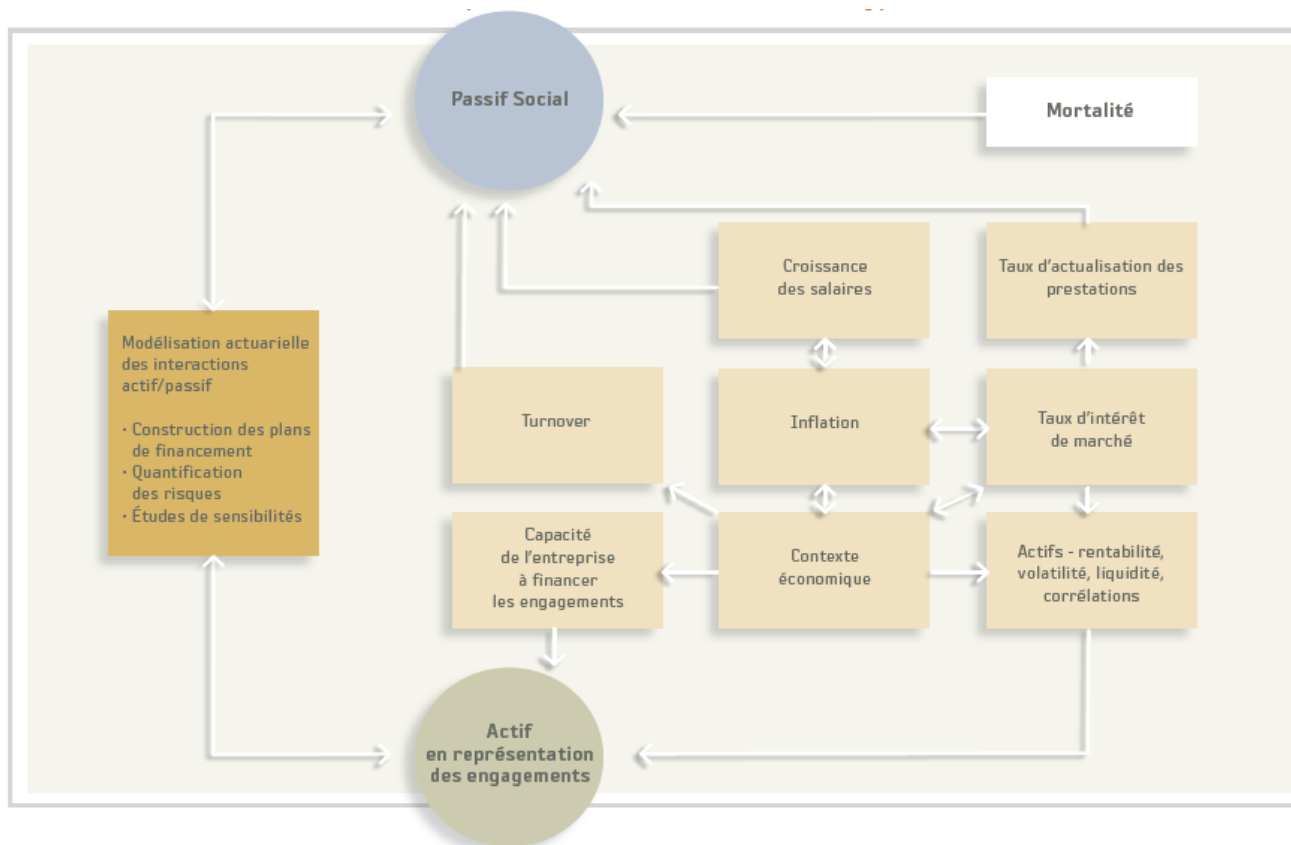 Passif Social
Mortalité
Croissance
des salaires
Taux d'actualisation des
prestations
Modélisation actuarielle
des interactions
actif/passif
• Construction des plans
de financement
• Quantification
des risques
• Études de sensibilités
Turnover
Inflation
Taux d'intérêt
de marché
Capacité
de l'entreprise
à financer
les engagements
Contexte
économique
Actifs - rentabilité,
volatilité, liquidité,
corrélations
Actif
en représentation
des engagements